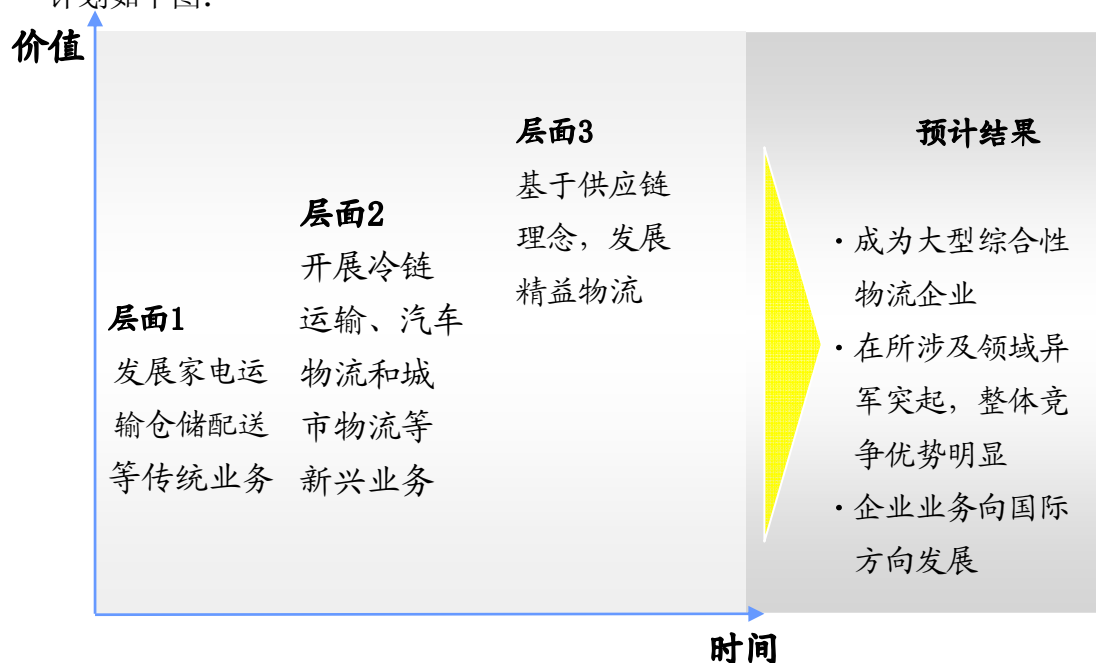 计划如下图：
价值
层面1
发展家电运
输仓储配送
等传统业务
层面2
开展冷链
运输、汽车
物流和城
市物流等
新兴业务
层面3
基于供应链
理念，发展
精益物流
预计结果
·成为大型综合性
物流企业
·在所涉及领域异
军突起，整体竞
争优势明显
·企业业务向国际
方向发展
时间